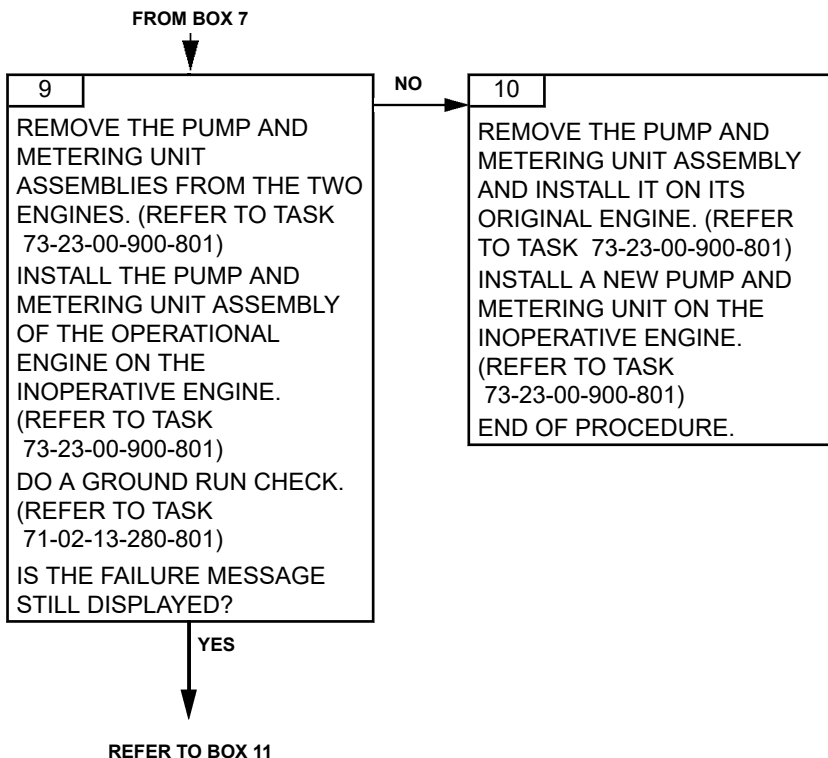 FROM BOX 7
9
REMOVE THE PUMP AND
METERING UNIT
ASSEMBLIES FROM THE TWO
ENGINES. (REFER TO TASK
73-23-00-900-801)
INSTALL THE PUMP AND
METERING UNIT ASSEMBLY
OF THE OPERATIONAL
ENGINE ON THE
INOPERATIVE ENGINE.
(REFER TO TASK
73-23-00-900-801)
DO A GROUND RUN CHECK.
(REFER TO TASK
71-02-13-280-801)
IS THE FAILURE MESSAGE
STILL DISPLAYED?
NO
10
REMOVE THE PUMP AND
METERING UNIT ASSEMBLY
AND INSTALL IT ON ITS
ORIGINAL ENGINE. (REFER
TO TASK 73-23-00-900-801)
INSTALL A NEW PUMP AND
METERING UNIT ON THE
INOPERATIVE ENGINE.
(REFER TO TASK
73-23-00-900-801)
END OF PROCEDURE.
YES
REFER TO BOX 11